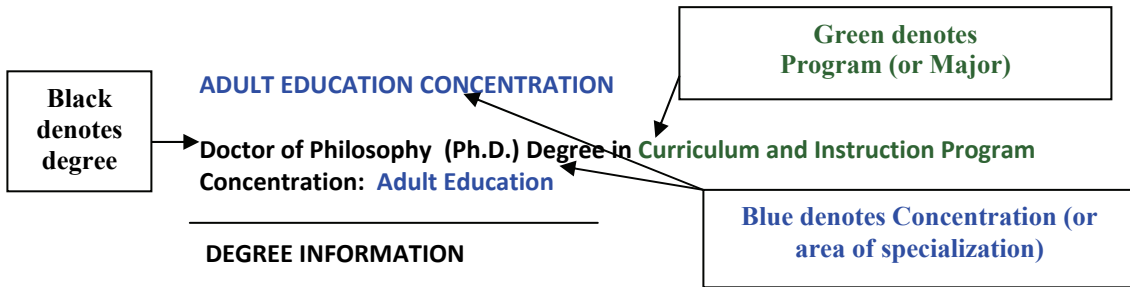 Green denotes
Program (or Major)
ADULT EDUCATION CONCENTRATION
Black
denotes
degree
Doctor of Philosophy (Ph.D.) Degree in Curriculum and Instruction Program
Concentration: Adult Education
Blue denotes Concentration (or
area of specialization)
DEGREE INFORMATION